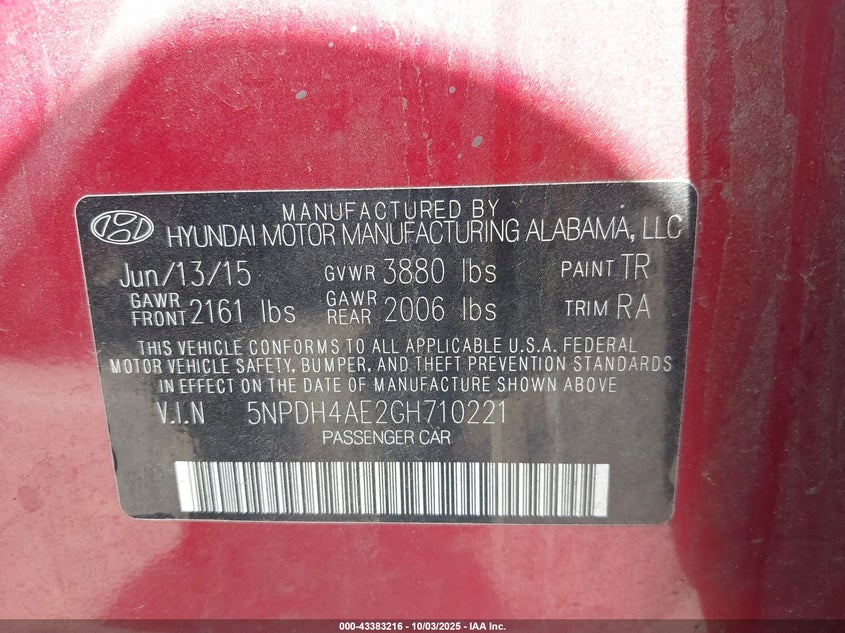 MANUFACTURED BY
HYUNDAI MOTOR MANUFACTURING ALABAMA, LLC
Jun/13/15 GVWR 3880 lbs PAINT TR
GAWR FRONT 2161 lbs GAWR REAR 2006 lbs TRIM RA
THIS VEHICLE CONFORMS TO ALL APPLICABLE U.S.A. FEDERAL
MOTOR VEHICLE SAFETY, BUMPER, AND THEFT PREVENTION STANDARDS
IN EFFECT ON THE DATE OF MANUFACTURE SHOWN ABOVE
V.I.N 5NPDH4AE2GH710221
PASSENGER CAR
000-43383216 - 10/03/2025 - IAA Inc.